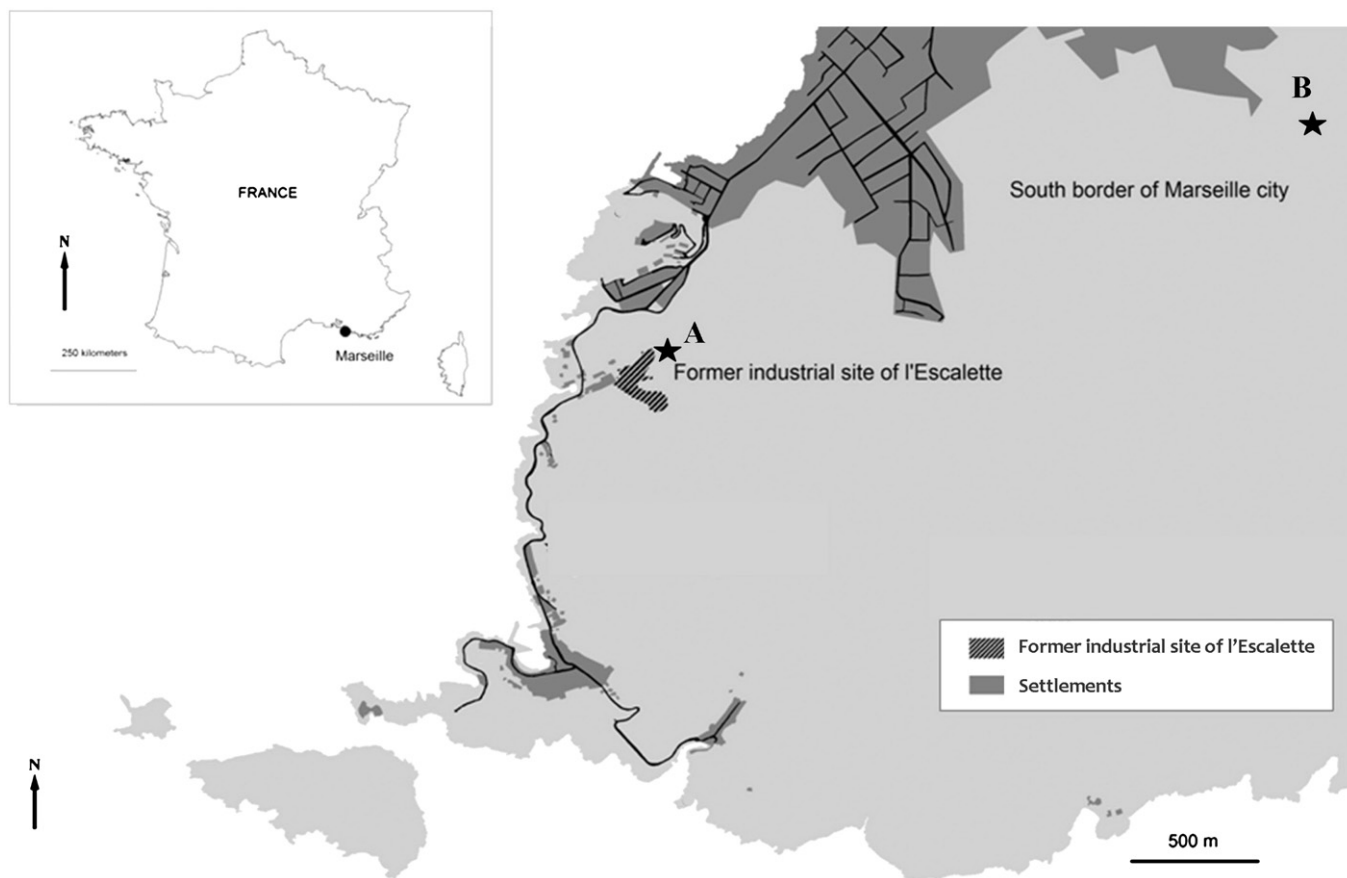 N
FRANCE
250 kilometers
Marseille
B
South border of Marseille city
A
Former industrial site of l'Escalette
Former industrial site of l'Escalette
Settlements
N
500 m